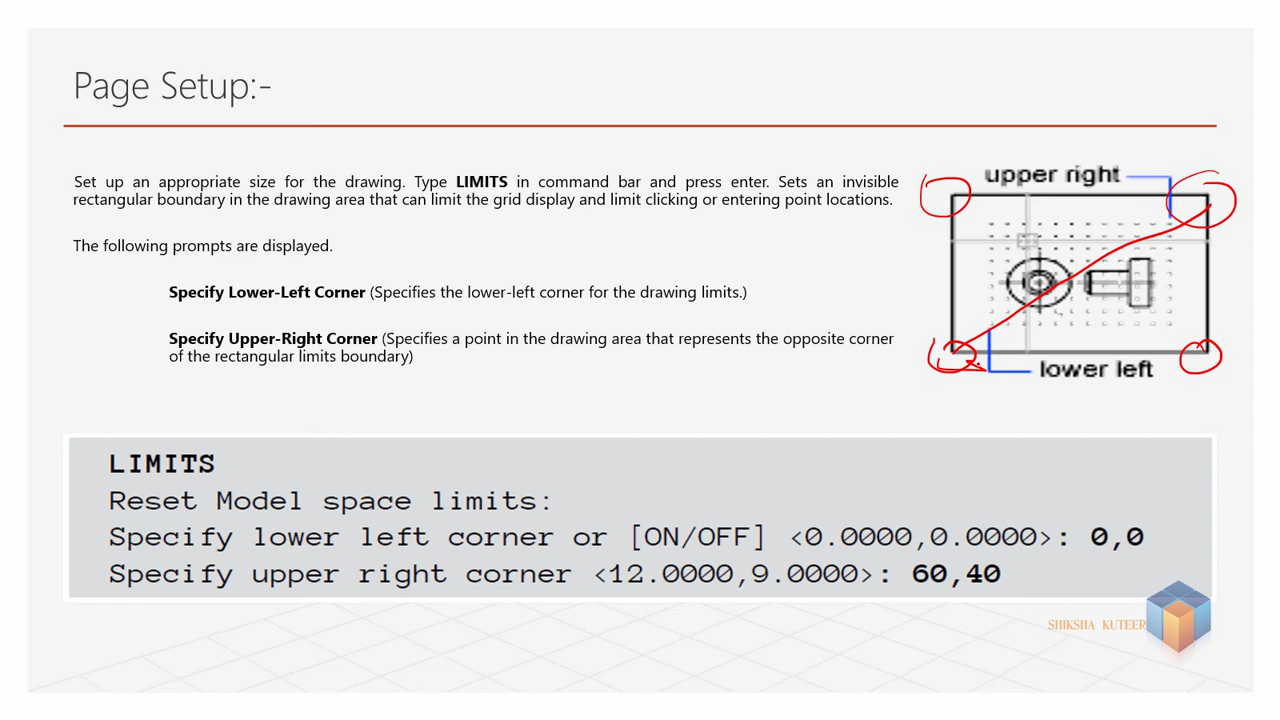 Page Setup:-
Set up an appropriate size for the drawing. Type LIMITS in command bar and press enter. Sets an invisible
rectangular boundary in the drawing area that can limit the grid display and limit clicking or entering point locations.
The following prompts are displayed.
Specify Lower-Left Corner (Specifies the lower-left corner for the drawing limits.)
Specify Upper-Right Corner (Specifies a point in the drawing area that represents the opposite corner
of the rectangular limits boundary)
upper right
lower left
LIMITS
Reset Model space limits:
Specify lower left corner or [ON/OFF] <0.0000,0.0000>: 0,0
Specify upper right corner <12.0000,9.0000>: 60,40
SHIKSHA KUTEER